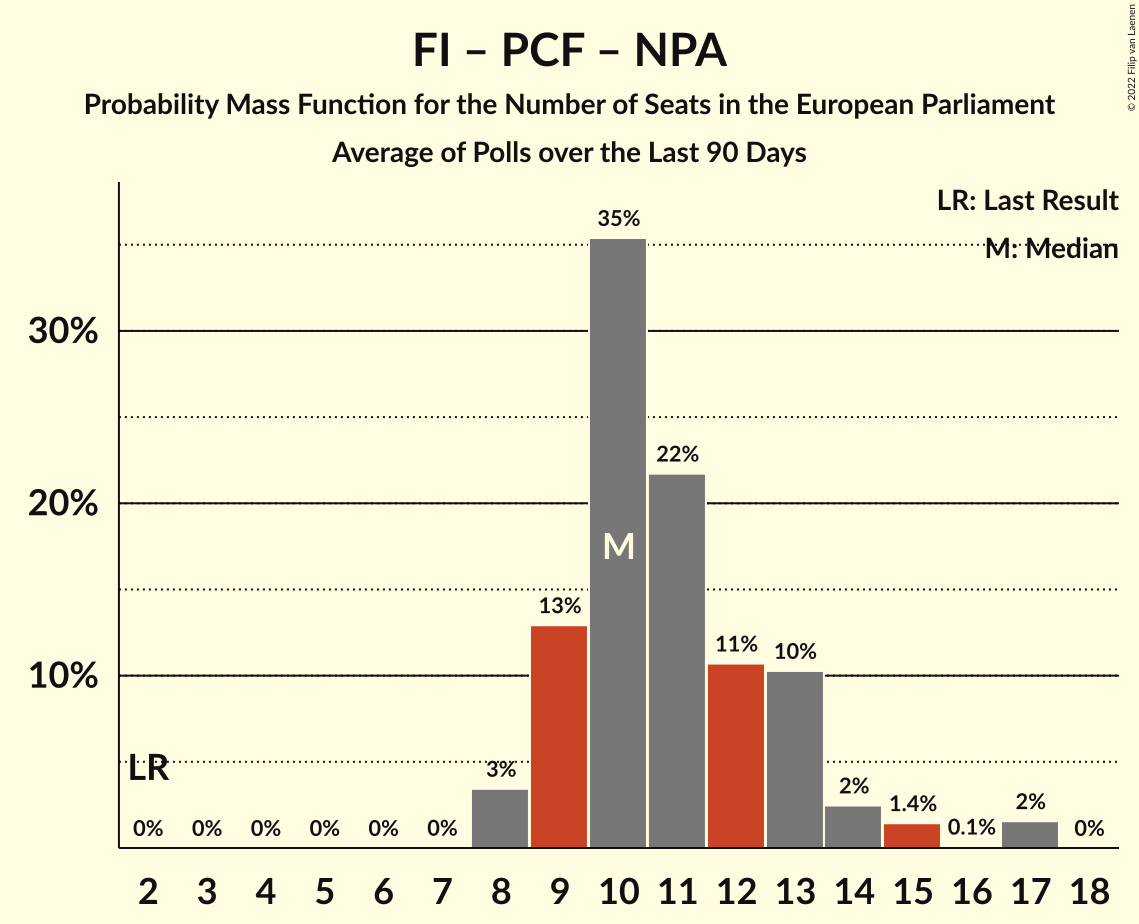 FI – PCF – NPA
Probability Mass Function for the Number of Seats in the European Parliament
Average of Polls over the Last 90 Days
© 2022 Filip van Laenen
LR: Last Result
M: Median
35%
30%
22%
20%
M
13%
11%
10%
10%
LR
3%
2%
1.4%
2%
0% 0% 0% 0% 0% 0% 0.1% 0%
2 3 4 5 6 7 8 9 10 11 12 13 14 15 16 17 18